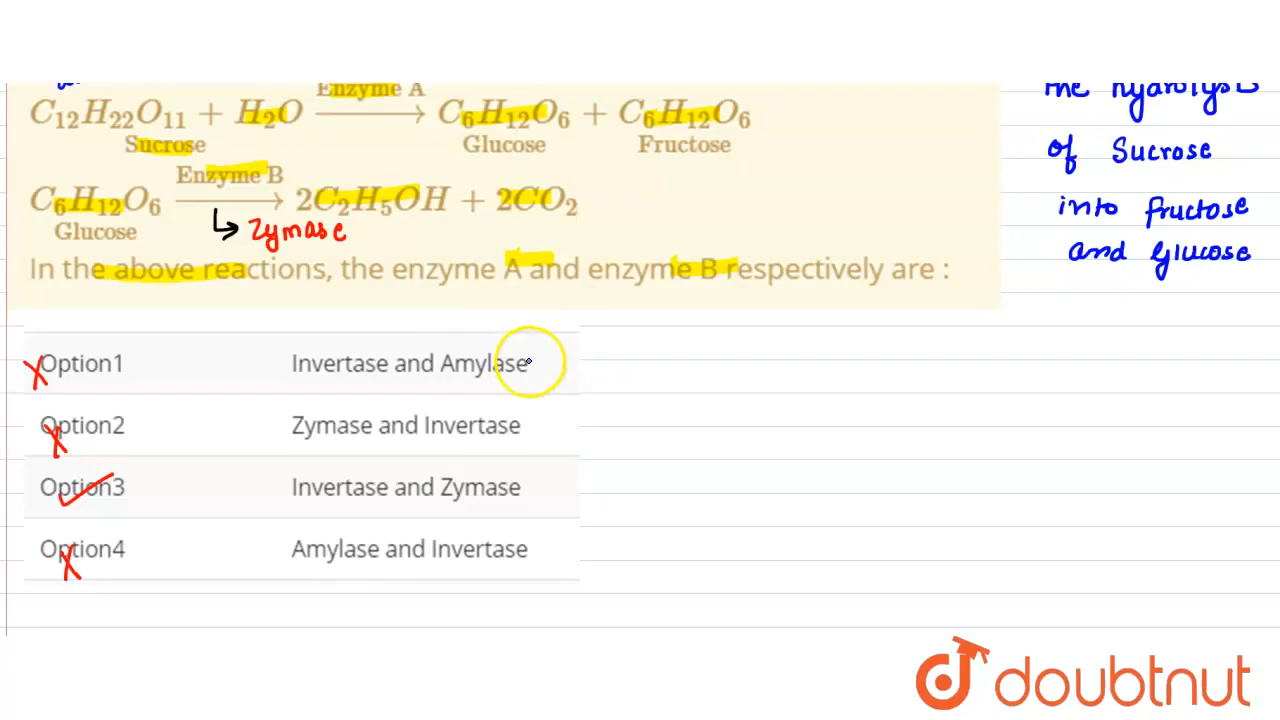 Enzyme A
C₁₂H₂₂O₁₁ + H₂O ⟶ C₆H₁₂O₆ + C₆H₁₂O₆
Sucrose Glucose Fructose
Enzyme B
C₆H₁₂O₆ ⟶ 2C₂H₅OH + 2CO₂
Glucose
↳ Zymase
In the above reactions, the enzyme A and enzyme B respectively are :
the hydrolysis
of Sucrose
into fructose
and glucose
Option1 Invertase and Amylase
Option2 Zymase and Invertase
Option3 Invertase and Zymase
Option4 Amylase and Invertase
doubtnut